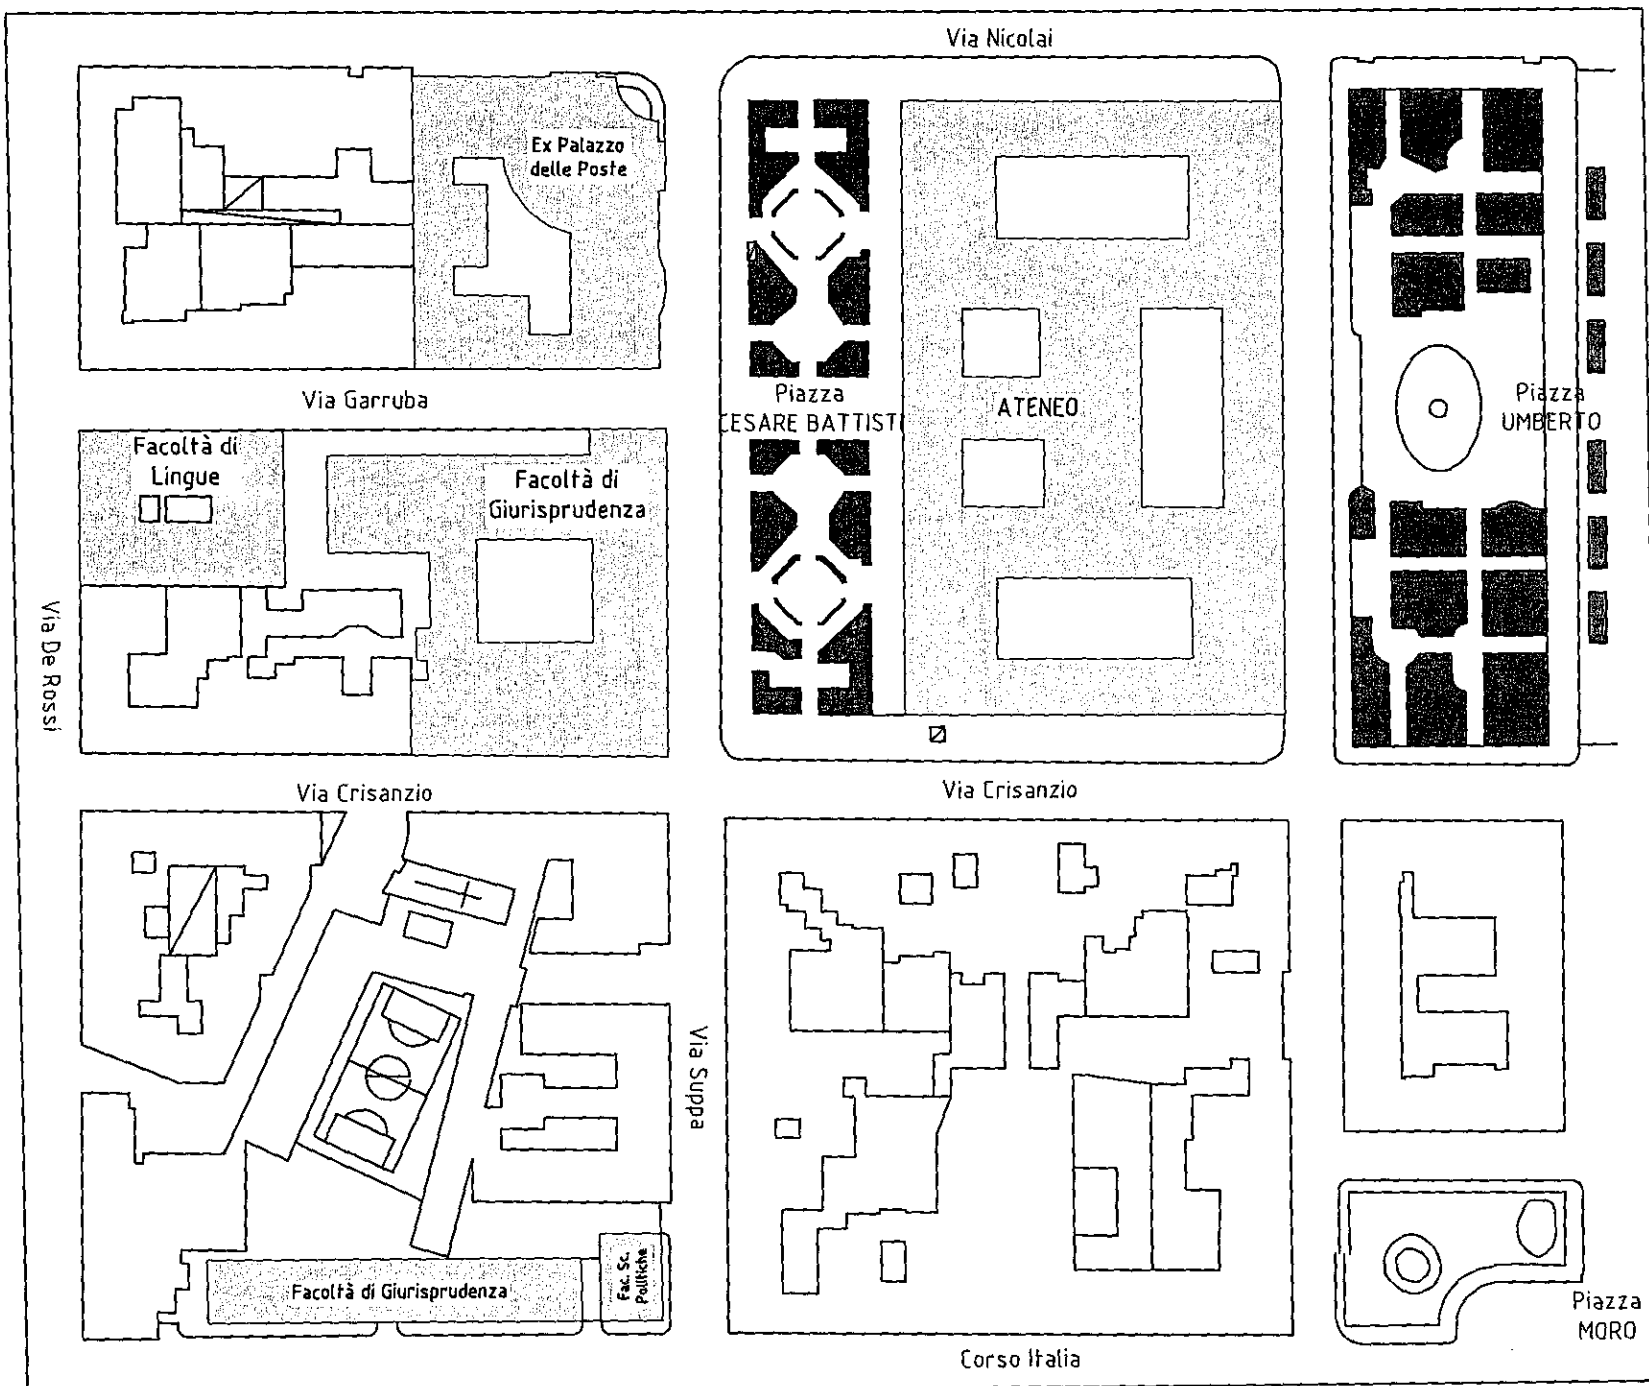 Via Nicolai
Ex Palazzo
delle Poste
Via Garruba
Piazza
CESARE BATTISTI
ATENEO
Piazza
UMBERTO
Facoltà di
Lingue
Facoltà di
Giurisprudenza
Via De Rossi
Via Crisanzio
Via Crisanzio
Via Suppa
Facoltà di Giurisprudenza
Fac. Sc.
Politiche
Piazza
MORO
Corso Italia